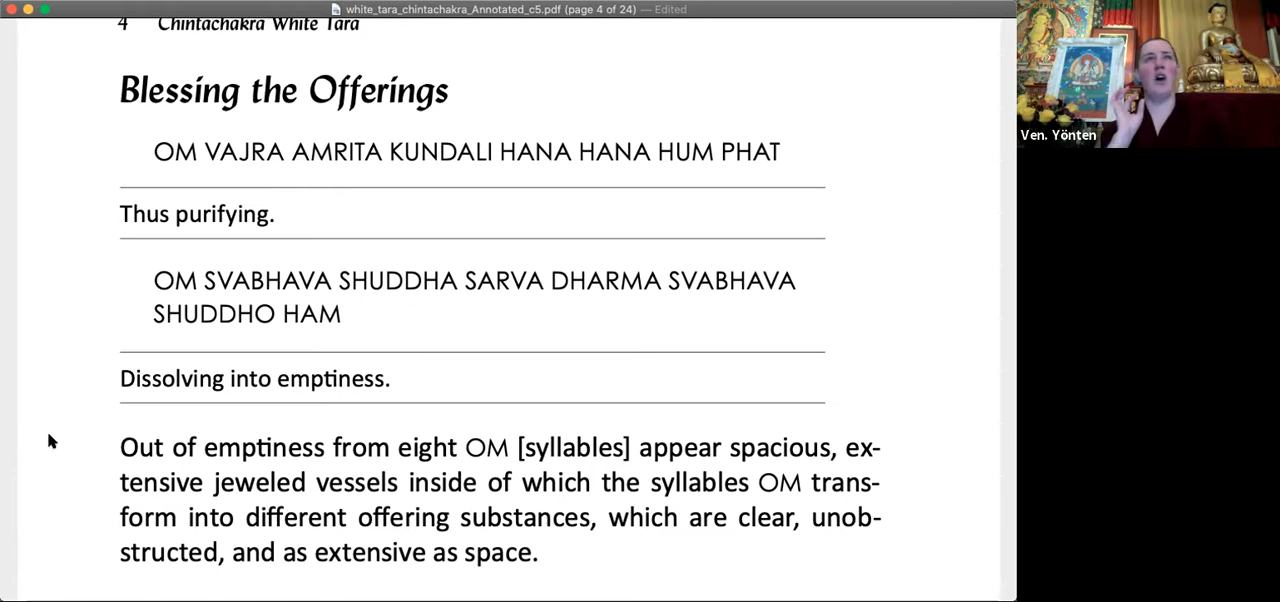 white_tara_chintachakra_Annotated_c5.pdf (page 4 of 24) — Edited
4 Chintachakra White Tara
Blessing the Offerings
OM VAJRA AMRITA KUNDALI HANA HANA HUM PHAT
Thus purifying.
OM SVABHAVA SHUDDHA SARVA DHARMA SVABHAVA
SHUDDHO HAM
Dissolving into emptiness.
Out of emptiness from eight OM [syllables] appear spacious, ex-
tensive jeweled vessels inside of which the syllables OM trans-
form into different offering substances, which are clear, unob-
structed, and as extensive as space.
Ven. Yönten